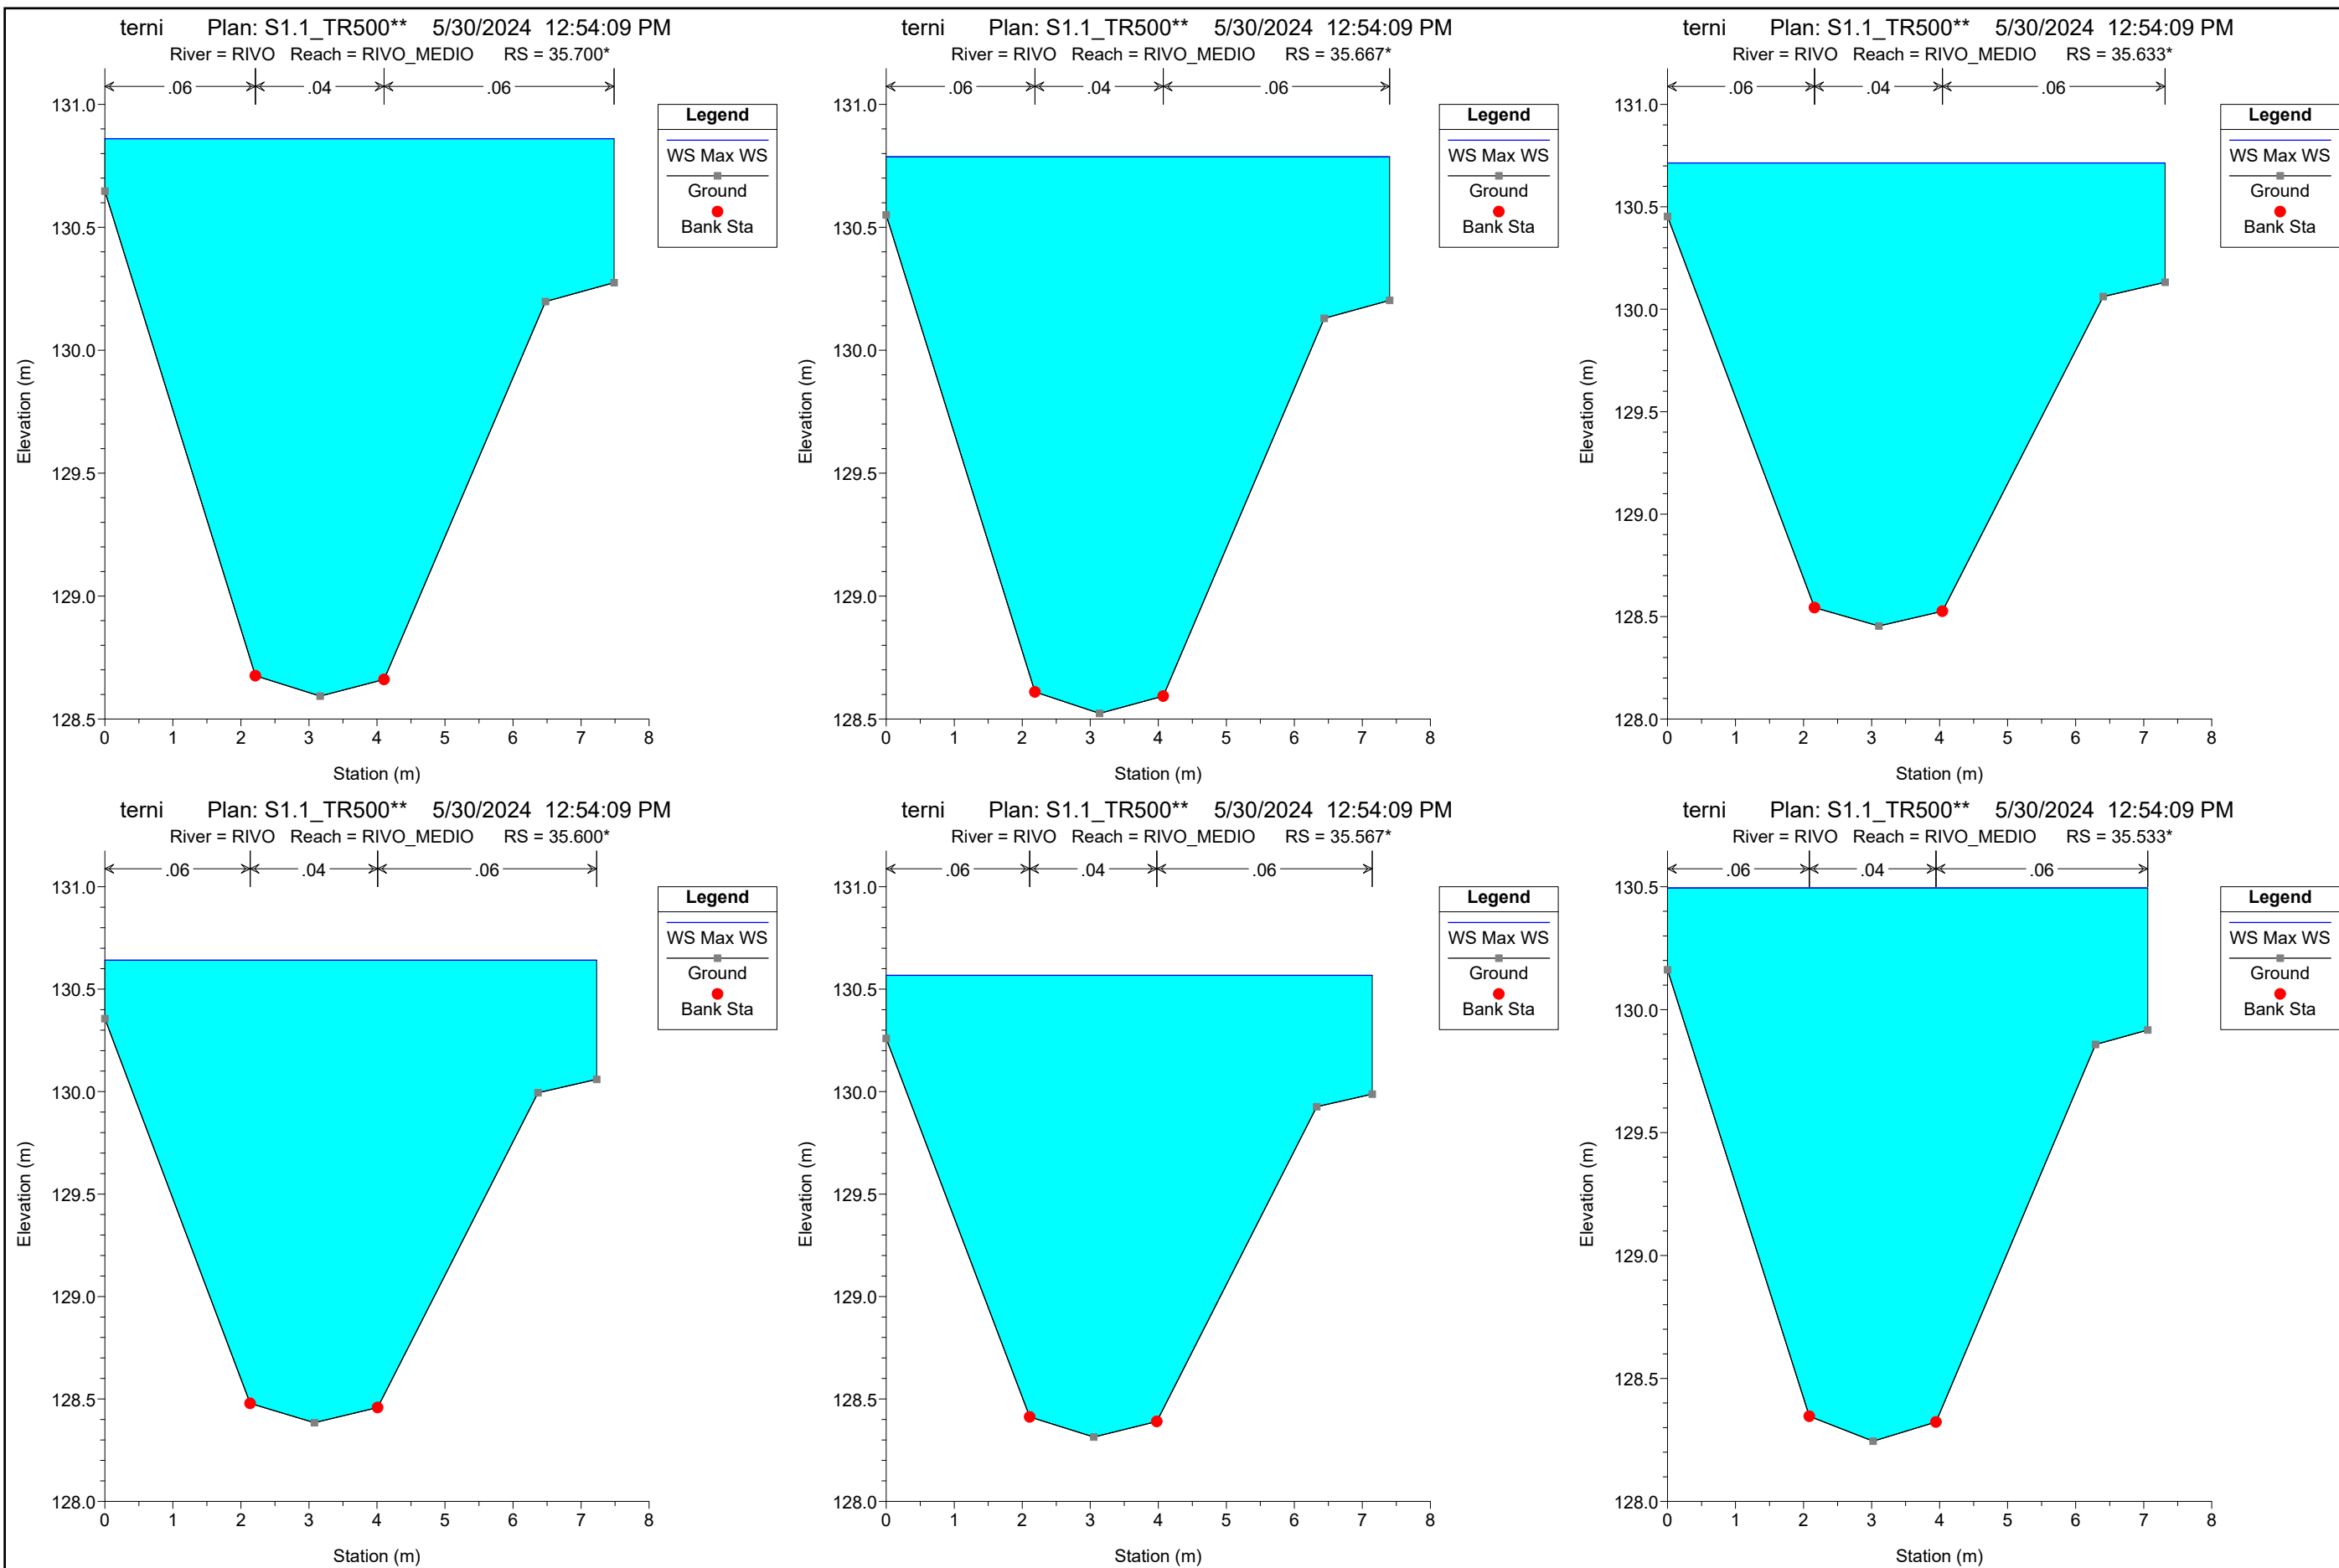 terni Plan: S1.1_TR500** 5/30/2024 12:54:09 PM
River = RIVO Reach = RIVO_MEDIO RS = 35.700*
.06 .04 .06
Legend
WS Max WS
Ground
Bank Sta
Elevation (m)
131.0
130.5
130.0
129.5
129.0
128.5
0 1 2 3 4 5 6 7 8
Station (m)
terni Plan: S1.1_TR500** 5/30/2024 12:54:09 PM
River = RIVO Reach = RIVO_MEDIO RS = 35.667*
.06 .04 .06
Legend
WS Max WS
Ground
Bank Sta
Elevation (m)
131.0
130.5
130.0
129.5
129.0
128.5
0 1 2 3 4 5 6 7 8
Station (m)
terni Plan: S1.1_TR500** 5/30/2024 12:54:09 PM
River = RIVO Reach = RIVO_MEDIO RS = 35.633*
.06 .04 .06
Legend
WS Max WS
Ground
Bank Sta
Elevation (m)
131.0
130.5
130.0
129.5
129.0
128.5
128.0
0 1 2 3 4 5 6 7 8
Station (m)
terni Plan: S1.1_TR500** 5/30/2024 12:54:09 PM
River = RIVO Reach = RIVO_MEDIO RS = 35.600*
.06 .04 .06
Legend
WS Max WS
Ground
Bank Sta
Elevation (m)
131.0
130.5
130.0
129.5
129.0
128.5
128.0
0 1 2 3 4 5 6 7 8
Station (m)
terni Plan: S1.1_TR500** 5/30/2024 12:54:09 PM
River = RIVO Reach = RIVO_MEDIO RS = 35.567*
.06 .04 .06
Legend
WS Max WS
Ground
Bank Sta
Elevation (m)
131.0
130.5
130.0
129.5
129.0
128.5
128.0
0 1 2 3 4 5 6 7 8
Station (m)
terni Plan: S1.1_TR500** 5/30/2024 12:54:09 PM
River = RIVO Reach = RIVO_MEDIO RS = 35.533*
.06 .04 .06
Legend
WS Max WS
Ground
Bank Sta
Elevation (m)
130.5
130.0
129.5
129.0
128.5
128.0
0 1 2 3 4 5 6 7 8
Station (m)